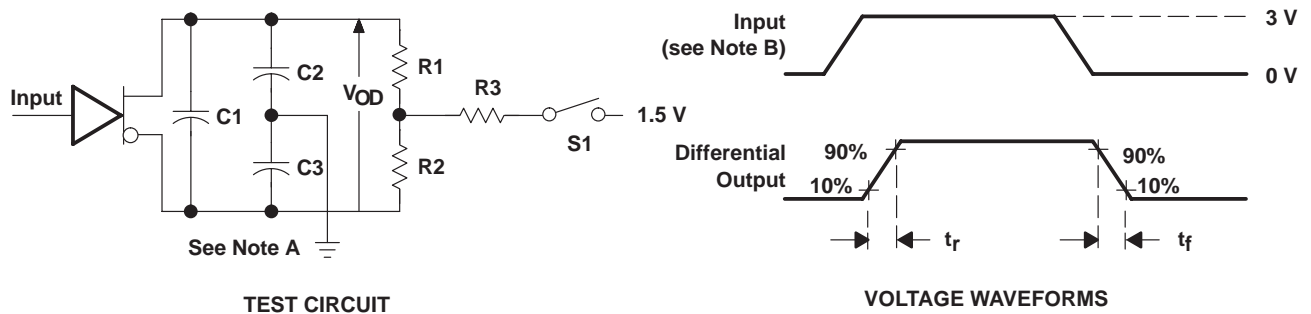 Input
C1
C2
C3
VOD
R1
R2
R3
S1
1.5 V
See Note A
TEST CIRCUIT
Input
(see Note B)
3 V
0 V
Differential
Output
90%
10%
90%
10%
tr
tf
VOLTAGE WAVEFORMS